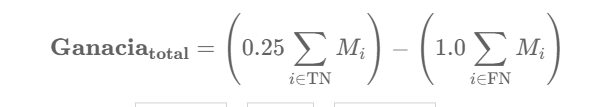 Ganacia_total = (0.25 ∑_{i∈TN} M_i) − (1.0 ∑_{i∈FN} M_i)